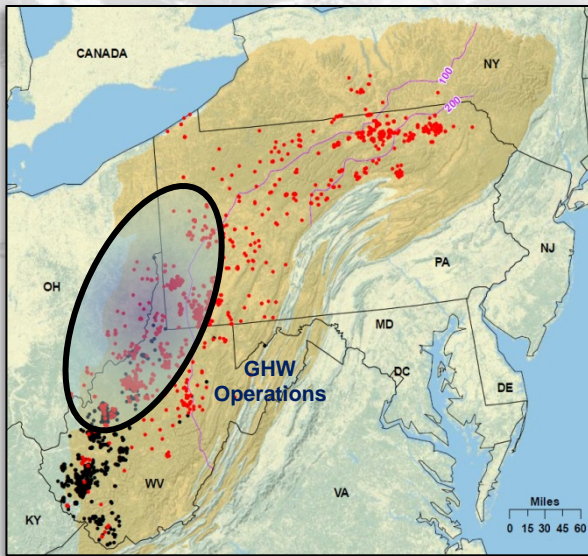 CANADA
NY
100
200
OH
PA
NJ
MD
GHW
Operations
DC
DE
WV
KY
VA
Miles
0 15 30 45 60